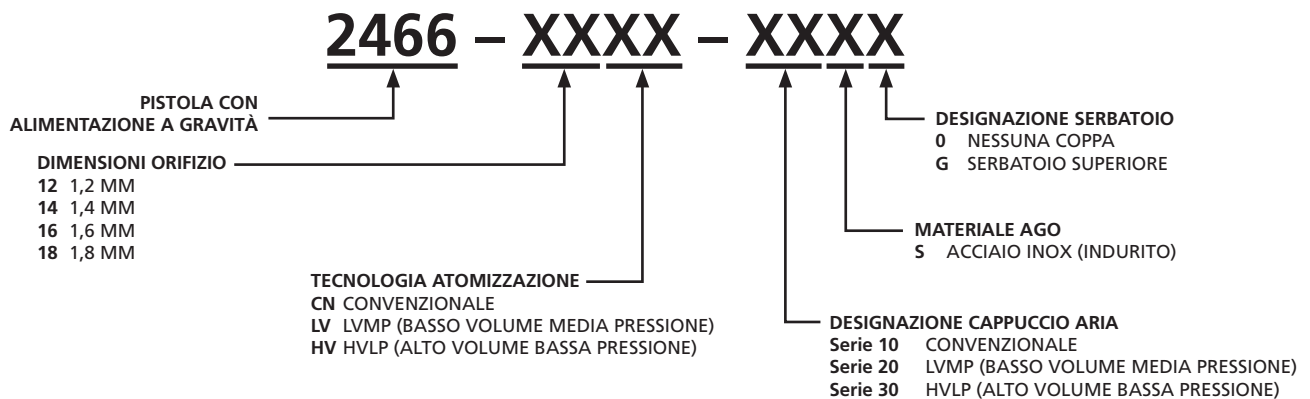 2466 – XXXX – XXXX
PISTOLA CON
ALIMENTAZIONE A GRAVITÀ
DIMENSIONI ORIFIZIO
12 1,2 MM
14 1,4 MM
16 1,6 MM
18 1,8 MM
TECNOLOGIA ATOMIZZAZIONE
CN CONVENZIONALE
LV LVMP (BASSO VOLUME MEDIA PRESSIONE)
HV HVLP (ALTO VOLUME BASSA PRESSIONE)
DESIGNAZIONE SERBATOIO
0 NESSUNA COPPA
G SERBATOIO SUPERIORE
MATERIALE AGO
S ACCIAIO INOX (INDURITO)
DESIGNAZIONE CAPPUCCIO ARIA
Serie 10 CONVENZIONALE
Serie 20 LVMP (BASSO VOLUME MEDIA PRESSIONE)
Serie 30 HVLP (ALTO VOLUME BASSA PRESSIONE)